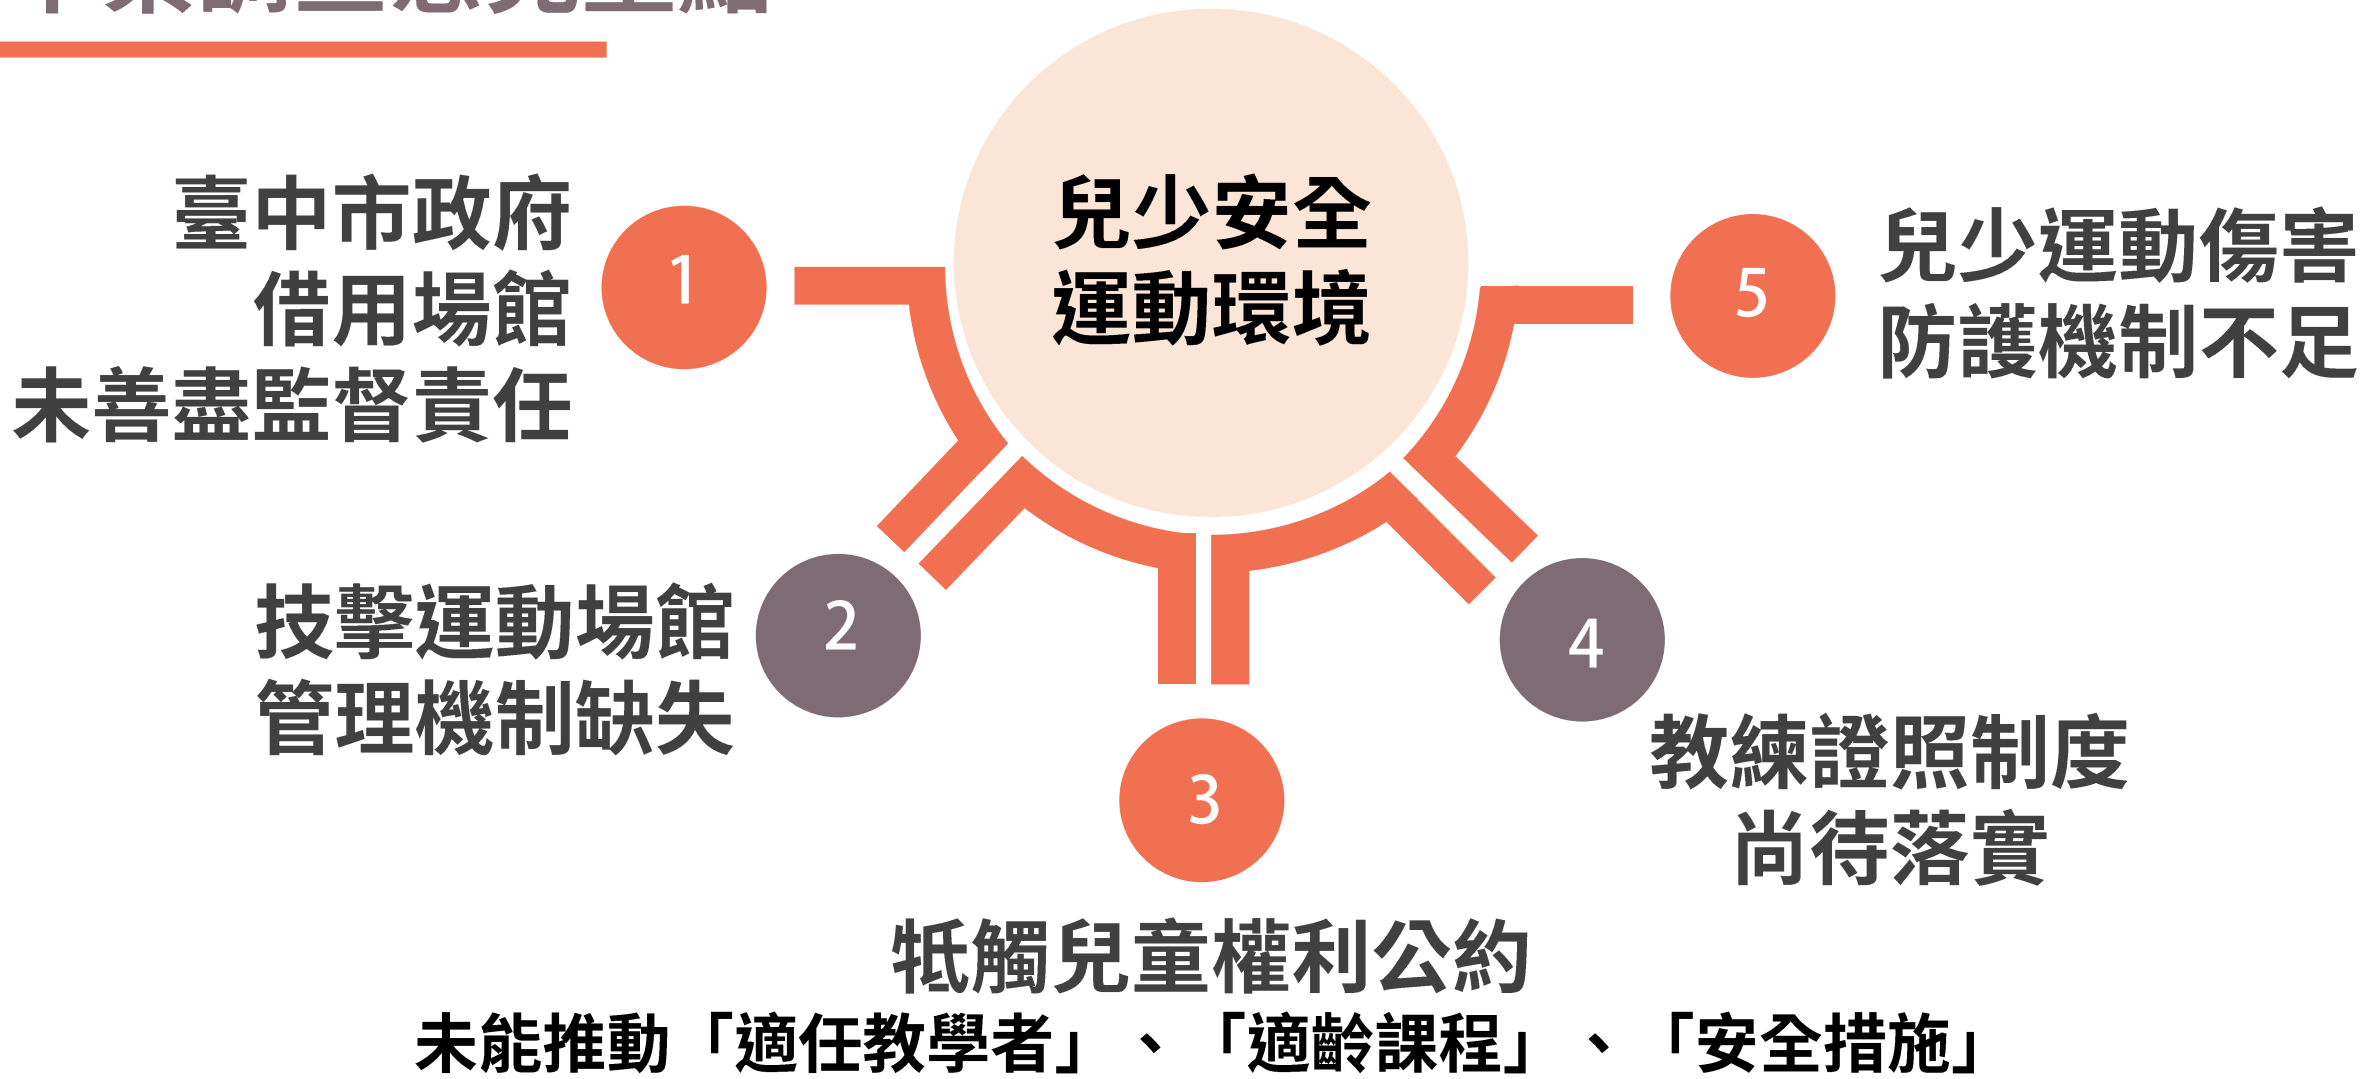 兒少安全
運動環境
1
臺中市政府
借用場館
未善盡監督責任
2
技擊運動場館
管理機制缺失
3
牴觸兒童權利公約
未能推動「適任教學者」、「適齡課程」、「安全措施」
4
教練證照制度
尚待落實
5
兒少運動傷害
防護機制不足